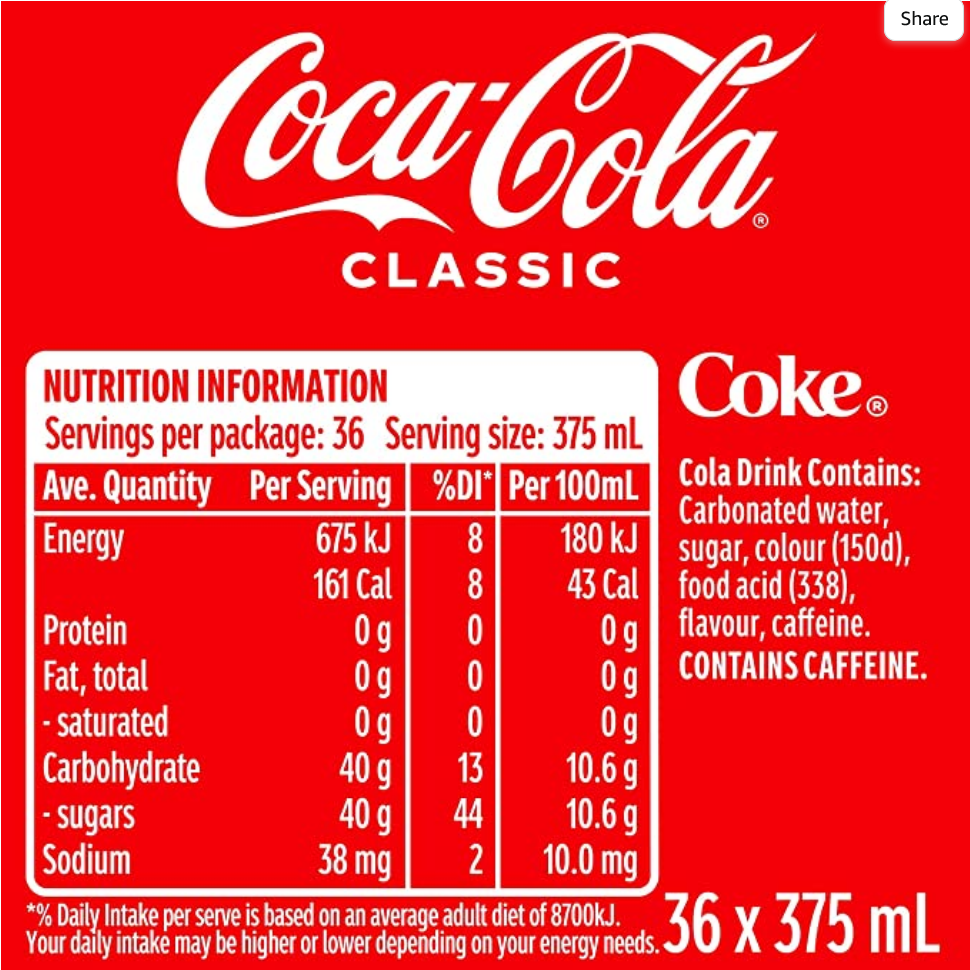 Share
Coca-Cola®
CLASSIC
NUTRITION INFORMATION
Servings per package: 36 Serving size: 375 mL
Ave. Quantity Per Serving %DI* Per 100mL
Energy 675 kJ 8 180 kJ
161 Cal 8 43 Cal
Protein 0 g 0 0 g
Fat, total 0 g 0 0 g
- saturated 0 g 0 0 g
Carbohydrate 40 g 13 10.6 g
- sugars 40 g 44 10.6 g
Sodium 38 mg 2 10.0 mg
*% Daily Intake per serve is based on an average adult diet of 8700kJ.
Your daily intake may be higher or lower depending on your energy needs.
Coke®
Cola Drink Contains:
Carbonated water,
sugar, colour (150d),
food acid (338),
flavour, caffeine.
CONTAINS CAFFEINE.
36 x 375 mL